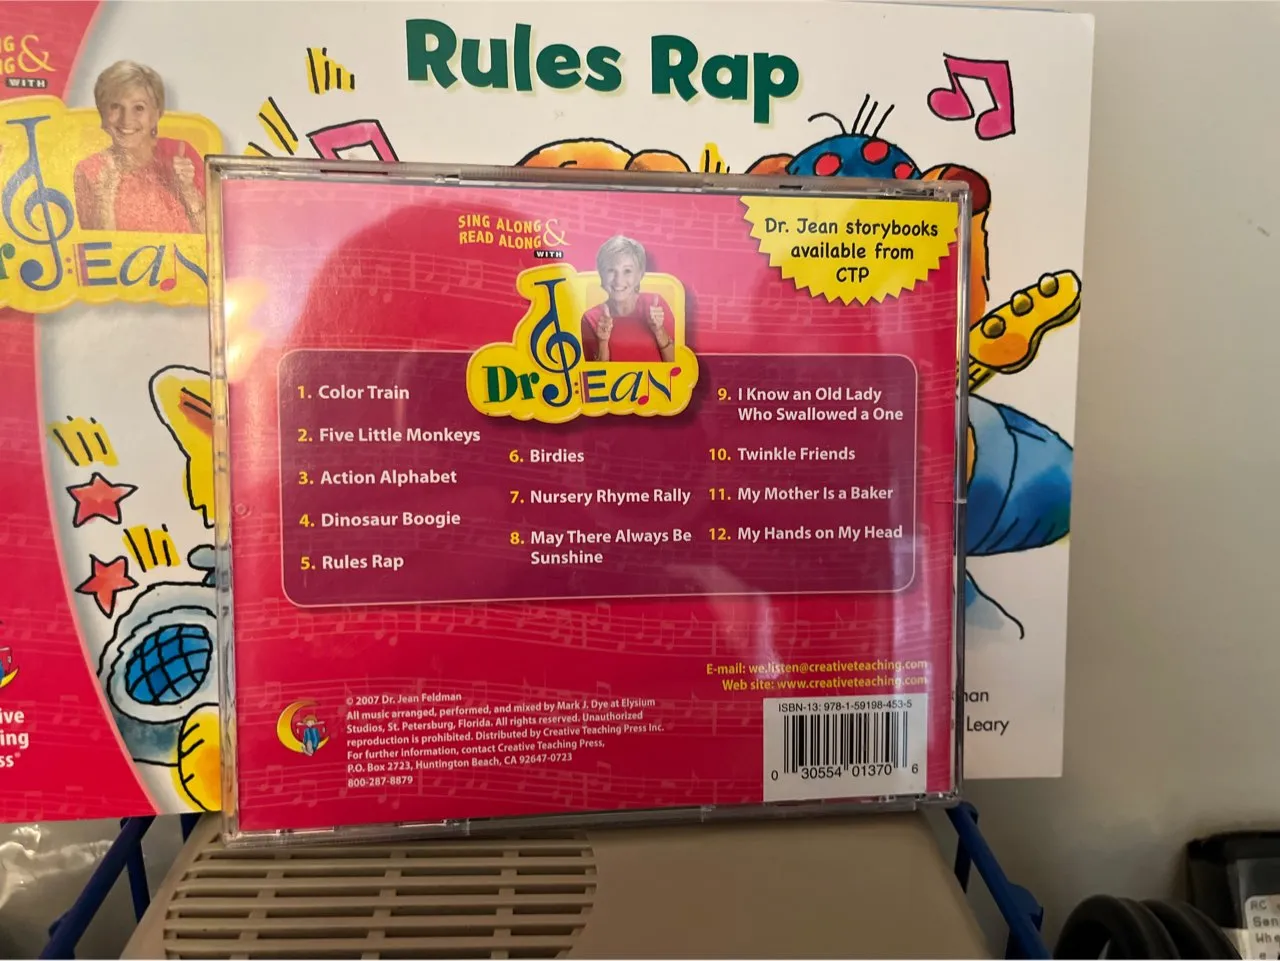 Rules Rap
WITH
SING ALONG &
READ ALONG
WITH
Dr. JEAN
Dr. Jean storybooks
available from
CTP
1. Color Train
2. Five Little Monkeys
3. Action Alphabet
4. Dinosaur Boogie
5. Rules Rap
6. Birdies
7. Nursery Rhyme Rally
8. May There Always Be
Sunshine
9. I Know an Old Lady
Who Swallowed a One
10. Twinkle Friends
11. My Mother Is a Baker
12. My Hands on My Head
E-mail: we.listen@creativeteaching.com
Web site: www.creativeteaching.com
© 2007 Dr. Jean Feldman
All music arranged, performed, and mixed by Mark J. Dye at Elysium
Studios, St. Petersburg, Florida. All rights reserved. Unauthorized
reproduction is prohibited. Distributed by Creative Teaching Press Inc.
For further information, contact Creative Teaching Press,
P.O. Box 2723, Huntington Beach, CA 92647-0723
800-287-8879
ISBN-13: 978-1-59198-453-5
0 30554 01370 6
Leary
JEAN